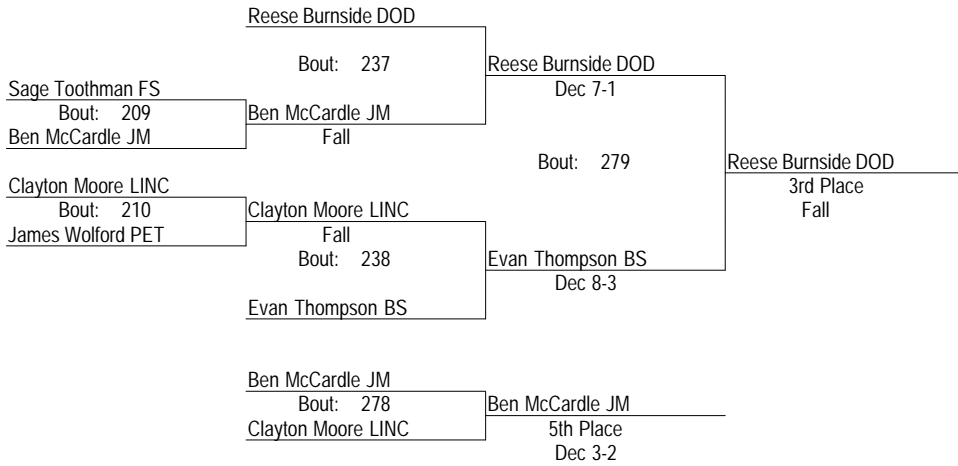 Reese Burnside DOD
Bout: 237
Reese Burnside DOD
Dec 7-1
Sage Toothman FS
Bout: 209
Ben McCardle JM
Ben McCardle JM
Fall
Bout: 279
Reese Burnside DOD
3rd Place
Fall
Clayton Moore LINC
Bout: 210
James Wolford PET
Clayton Moore LINC
Fall
Bout: 238
Evan Thompson BS
Dec 8-3
Evan Thompson BS
Ben McCardle JM
Bout: 278
Clayton Moore LINC
Ben McCardle JM
5th Place
Dec 3-2